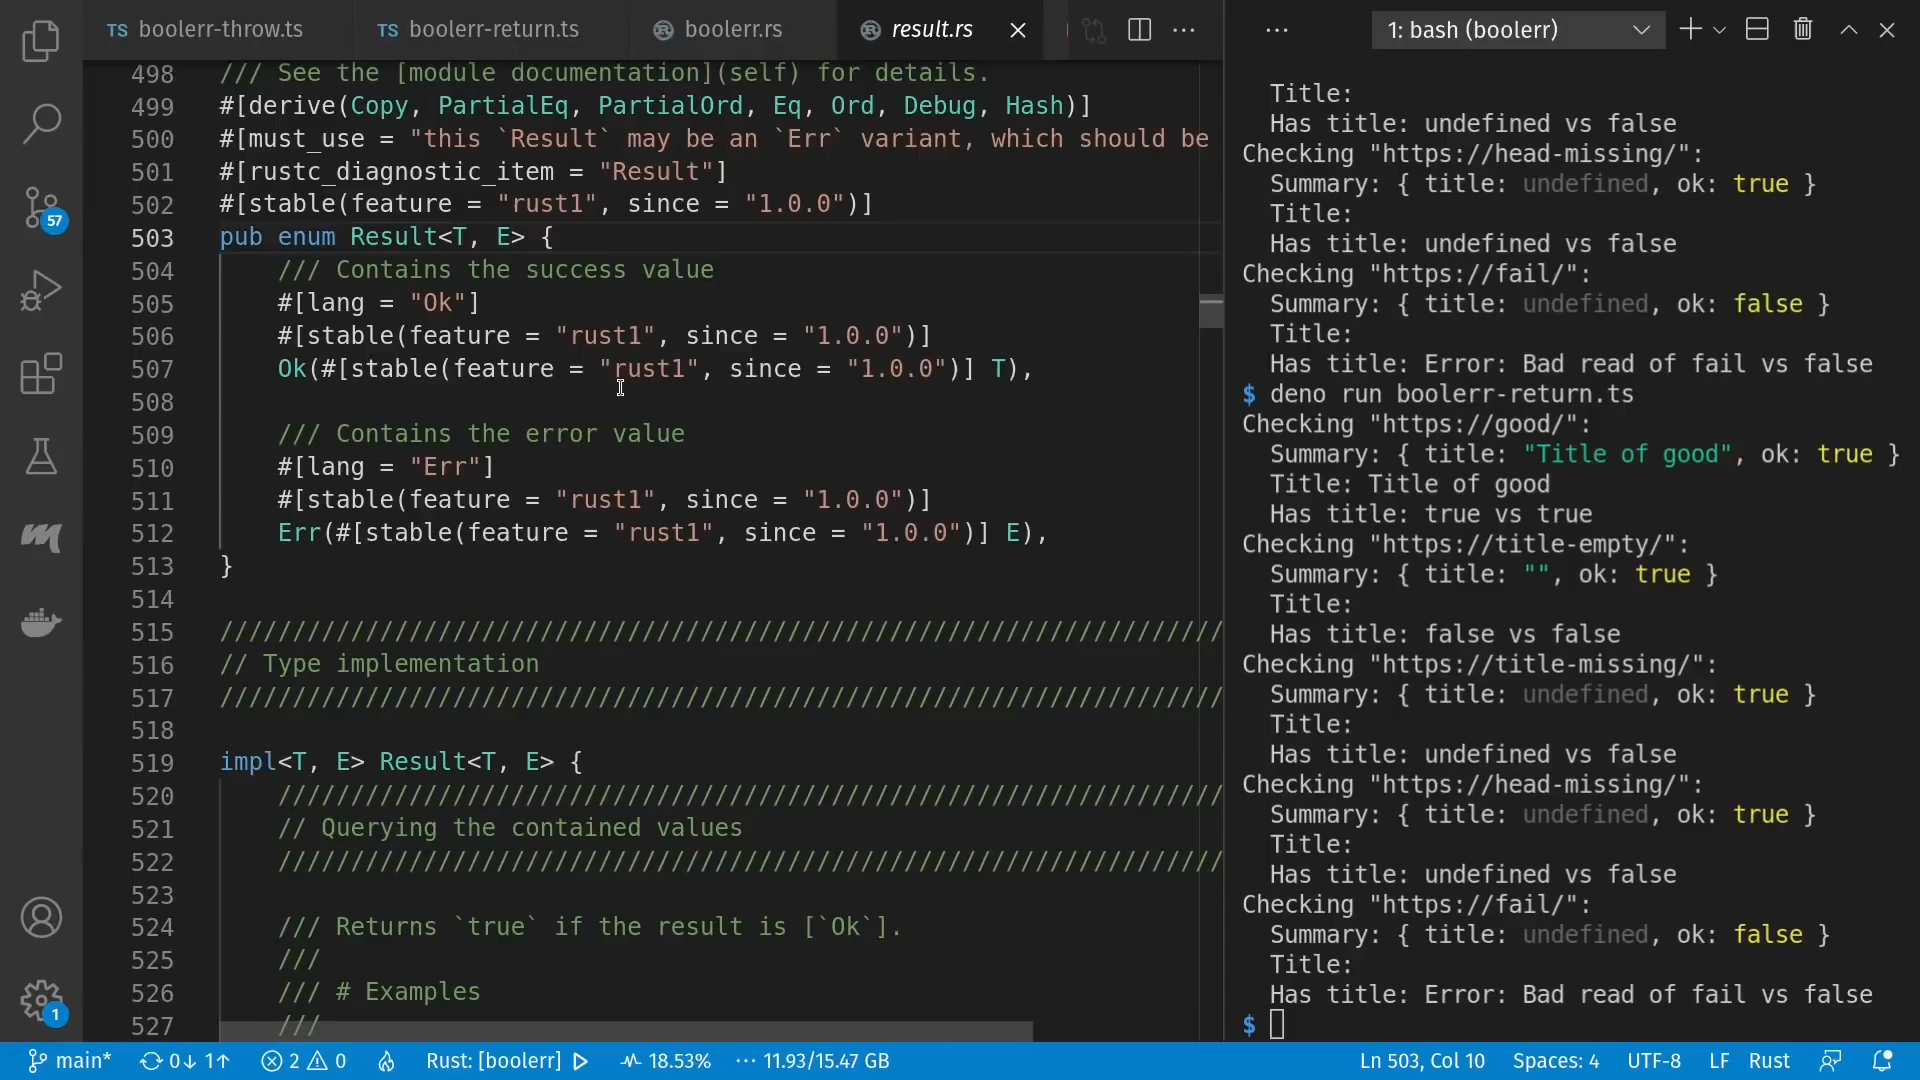 TS boolerr-throw.ts
TS boolerr-return.ts
boolerr.rs
result.rs
1: bash (boolerr)
57
1
498 /// See the [module documentation](self) for details.
499 #[derive(Copy, PartialEq, PartialOrd, Eq, Ord, Debug, Hash)]
500 #[must_use = "this `Result` may be an `Err` variant, which should be
501 #[rustc_diagnostic_item = "Result"]
502 #[stable(feature = "rust1", since = "1.0.0")]
503 pub enum Result<T, E> {
504 /// Contains the success value
505 #[lang = "Ok"]
506 #[stable(feature = "rust1", since = "1.0.0")]
507 Ok(#[stable(feature = "rust1", since = "1.0.0")] T),
508
509 /// Contains the error value
510 #[lang = "Err"]
511 #[stable(feature = "rust1", since = "1.0.0")]
512 Err(#[stable(feature = "rust1", since = "1.0.0")] E),
513 }
514
515 /////////////////////////////////////////////////////////////////////
516 // Type implementation
517 /////////////////////////////////////////////////////////////////////
518
519 impl<T, E> Result<T, E> {
520 /////////////////////////////////////////////////////////////////
521 // Querying the contained values
522 /////////////////////////////////////////////////////////////////
523
524 /// Returns `true` if the result is [`Ok`].
525 ///
526 /// # Examples
527 ///
Title:
Has title: undefined vs false
Checking "https://head-missing/":
Summary: { title: undefined, ok: true }
Title:
Has title: undefined vs false
Checking "https://fail/":
Summary: { title: undefined, ok: false }
Title:
Has title: Error: Bad read of fail vs false
$ deno run boolerr-return.ts
Checking "https://good/":
Summary: { title: "Title of good", ok: true }
Title: Title of good
Has title: true vs true
Checking "https://title-empty/":
Summary: { title: "", ok: true }
Title:
Has title: false vs false
Checking "https://title-missing/":
Summary: { title: undefined, ok: true }
Title:
Has title: undefined vs false
Checking "https://head-missing/":
Summary: { title: undefined, ok: true }
Title:
Has title: undefined vs false
Checking "https://fail/":
Summary: { title: undefined, ok: false }
Title:
Has title: Error: Bad read of fail vs false
$
main* 0↓ 1↑ 2 0 Rust: [boolerr] 18.53% 11.93/15.47 GB Ln 503, Col 10 Spaces: 4 UTF-8 LF Rust